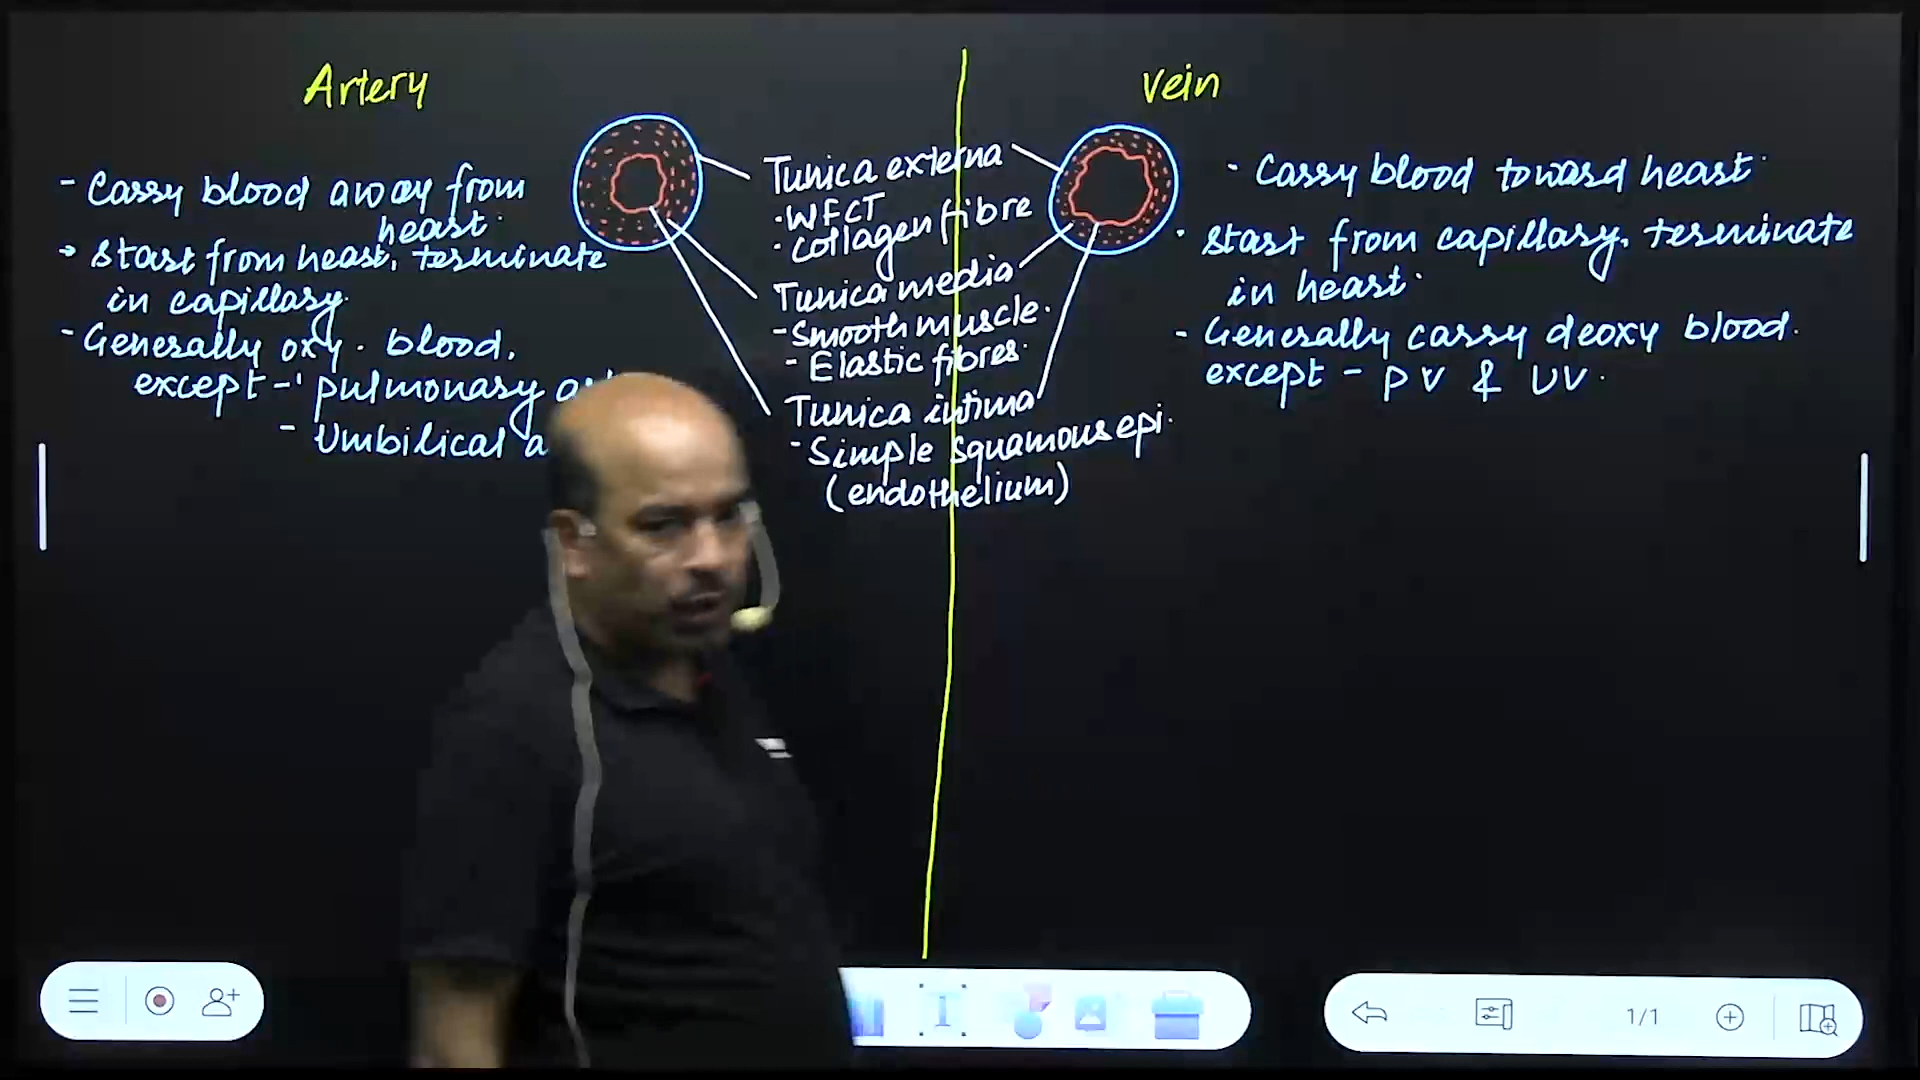 Artery
- Carry blood away from
heart.
→ Start from heart, terminate
in capillary.
- Generally oxy. blood.
except - ' pulmonary
- Umbilical
Tunica externa
. WFCT
. collagen fibre
Tunica media
- Smooth muscle.
- Elastic fibres.
Tunica intima
- Simple squamous epi.
(endothelium)
Vein
· Carry blood toward heart.
· Start from capillary, terminate
in heart.
- Generally carry deoxy blood.
except - PV & UV.
1/1